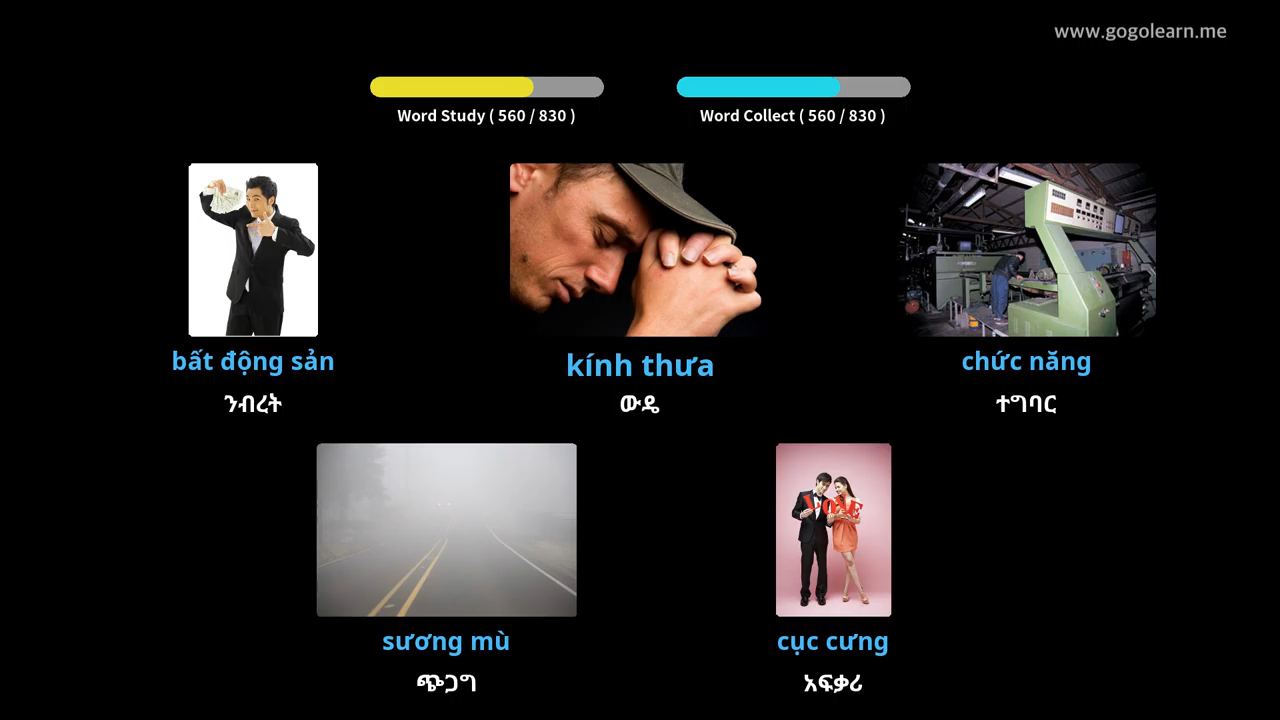 www.gogolearn.me
Word Study ( 560 / 830 )
Word Collect ( 560 / 830 )
bất động sản
kính thưa
chức năng
ንብረት
ውዴ
ተግባር
LOVE
sương mù
cục cưng
ጭጋግ
አፍቃሪ